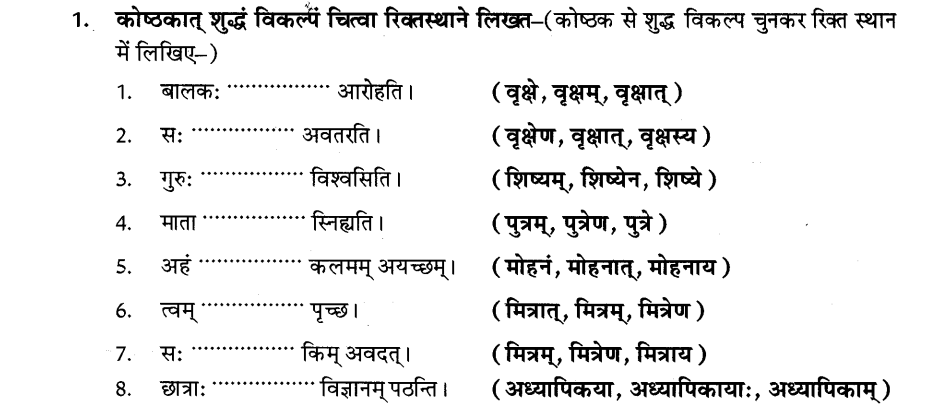 1. कोष्ठकात् शुद्धं विकल्पं चित्वा रिक्तस्थाने लिखत–(कोष्ठक से शुद्ध विकल्प चुनकर रिक्त स्थान
में लिखिए–)
1. बालकः ................. आरोहति। (वृक्षे, वृक्षम्, वृक्षात्)
2. सः ................. अवतरति। (वृक्षेण, वृक्षात्, वृक्षस्य)
3. गुरुः ................. विश्वसिति। (शिष्यम्, शिष्येन, शिष्ये)
4. माता ................. स्निह्यति। (पुत्रम्, पुत्रेण, पुत्रे)
5. अहं ................. कलमम् अयच्छम्। (मोहनं, मोहनात्, मोहनाय)
6. त्वम् ................. पृच्छ। (मित्रात्, मित्रम्, मित्रेण)
7. सः ................. किम् अवदत्। (मित्रम्, मित्रेण, मित्राय)
8. छात्राः ................. विज्ञानम् पठन्ति। (अध्यापिकया, अध्यापिकायाः, अध्यापिकाम्)